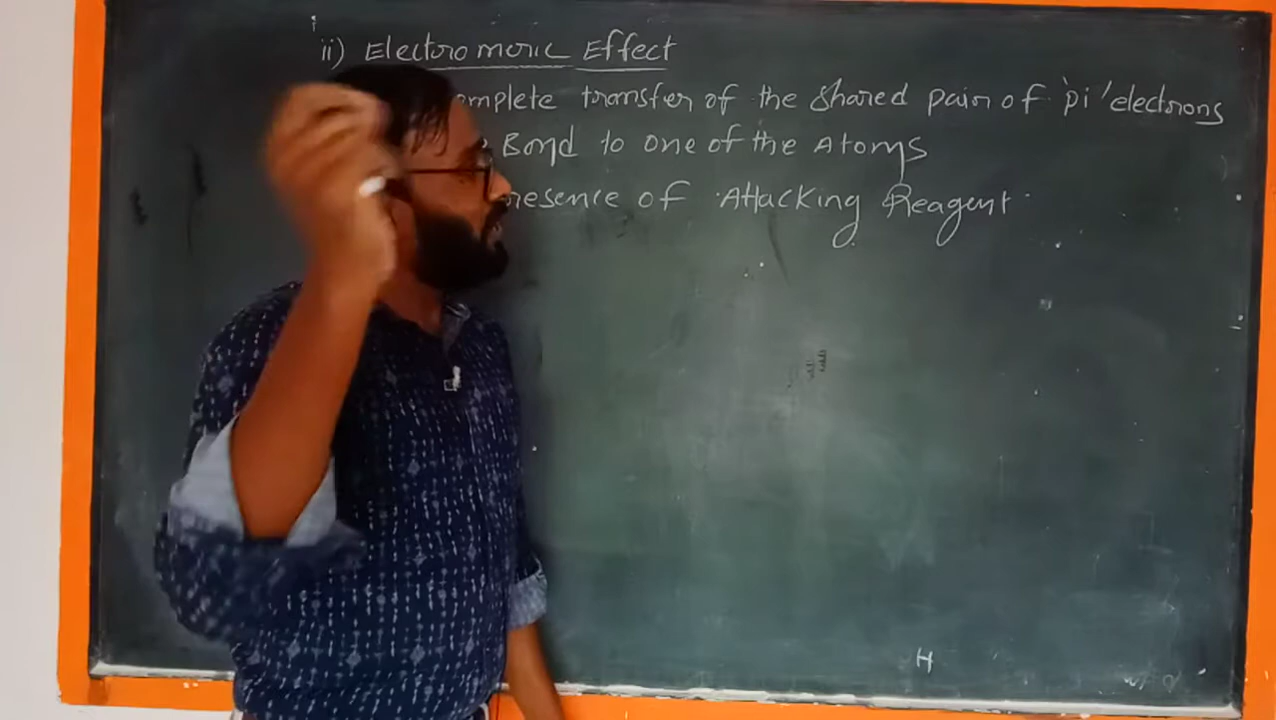 ii) Electromeric Effect
omplete transfer of the shared pair of 'pi' electrons
Bond to one of the Atoms
resence of Attacking Reagent
H